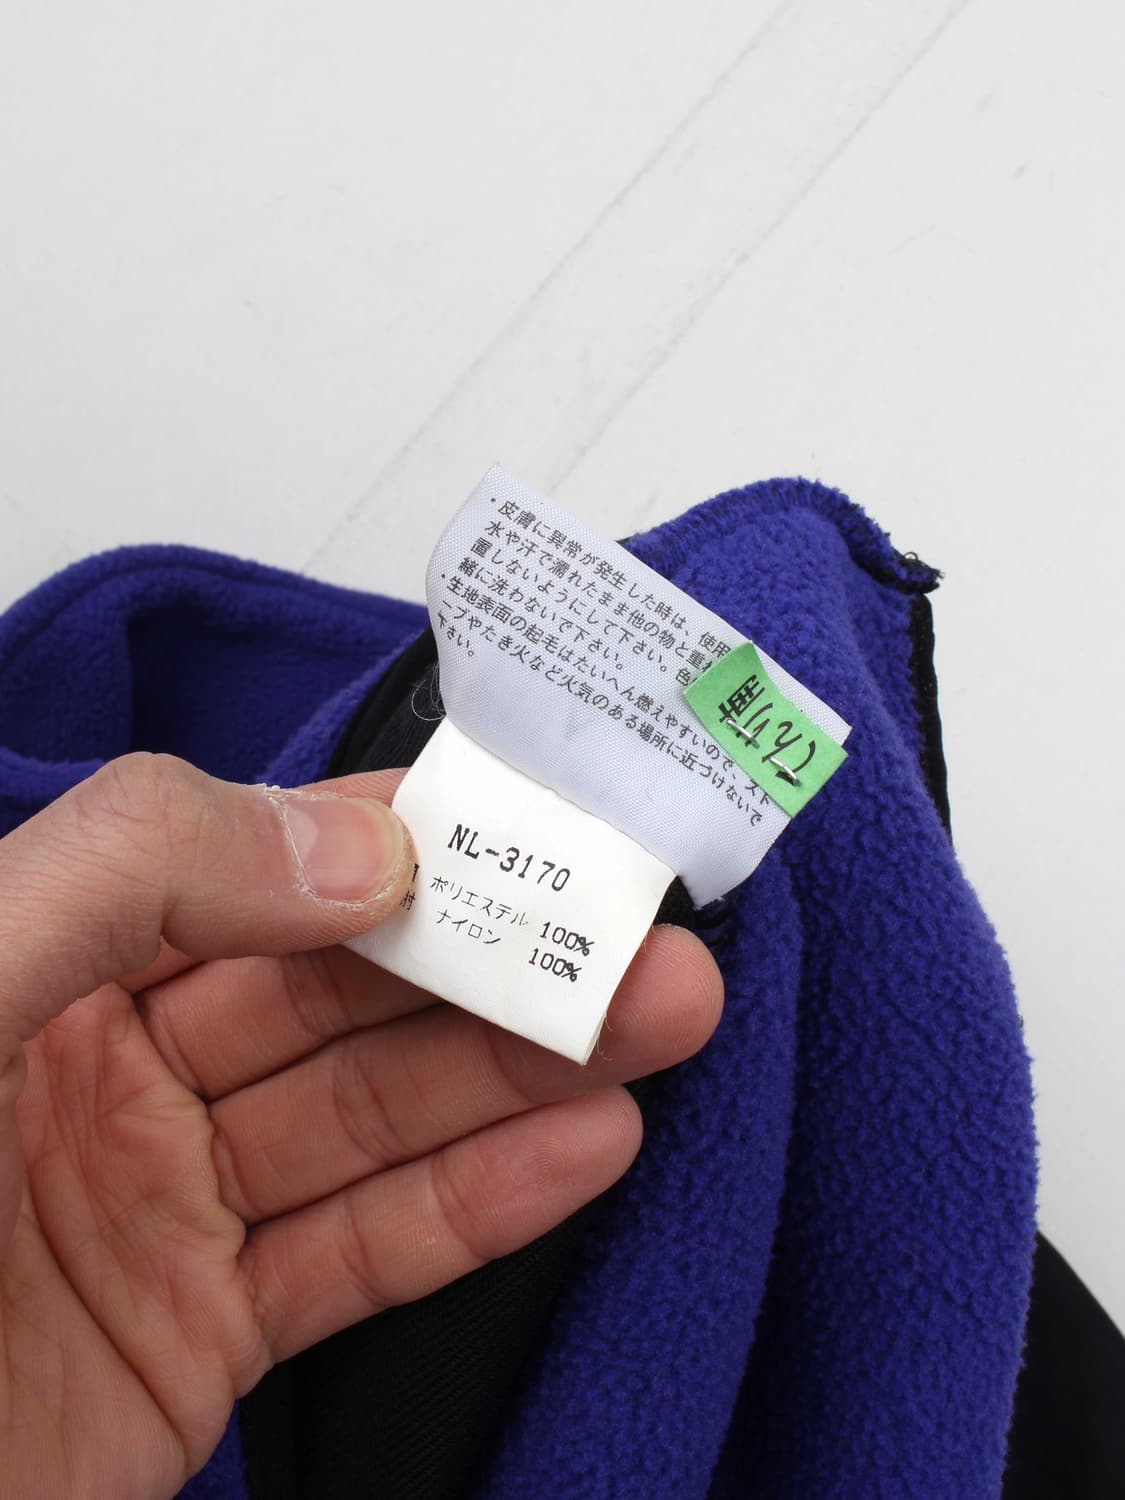 ・皮膚に異常が発生した時は、使用
水や汗で濡れたまま他の物と重ね
置しないようにして下さい。色
緒に洗わないで下さい。
・生地表面の起毛はたいへん燃えやすいので、スト
ーブやたき火など火気のある場所に近づけないで
下さい。
NL-3170
ポリエステル 100%
ナイロン 100%